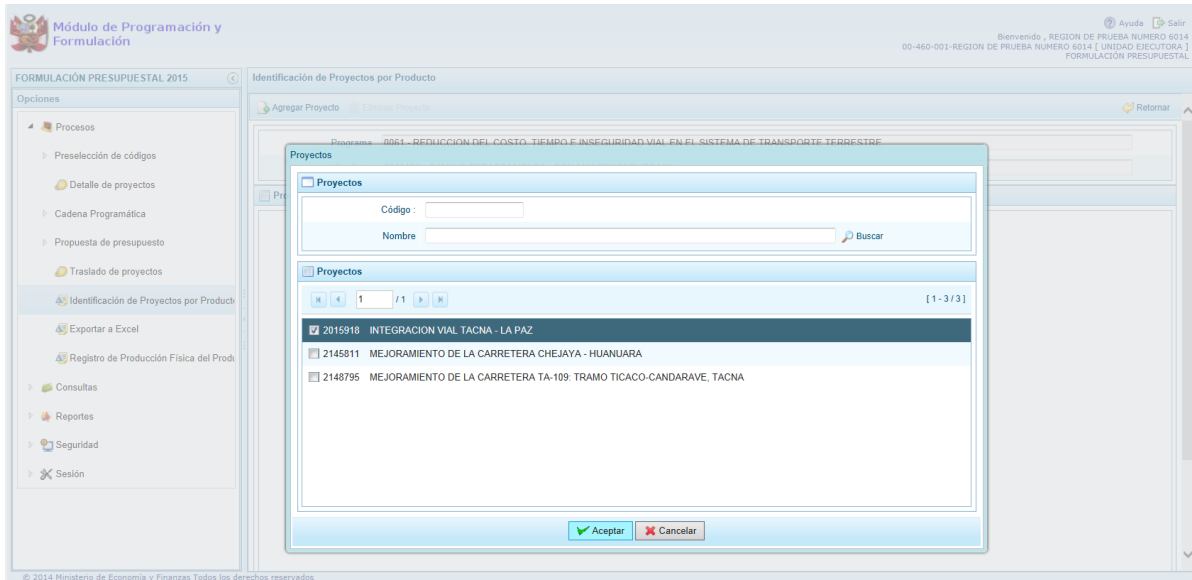 Módulo de Programación y
Formulación
Ayuda Salir
Bienvenido , REGION DE PRUEBA NUMERO 6014
00-460-001-REGION DE PRUEBA NUMERO 6014 [ UNIDAD EJECUTORA ]
FORMULACIÓN PRESUPUESTAL
FORMULACIÓN PRESUPUESTAL 2015
Identificación de Proyectos por Producto
Opciones
Agregar Proyecto Eliminar Proyecto
Retornar
Procesos
Preselección de códigos
Detalle de proyectos
Cadena Programática
Propuesta de presupuesto
Traslado de proyectos
Identificación de Proyectos por Producto
Exportar a Excel
Registro de Producción Física del Produ
Consultas
Reportes
Seguridad
Sesión
Programa 0061 - REDUCCION DEL COSTO, TIEMPO E INSEGURIDAD VIAL EN EL SISTEMA DE TRANSPORTE TERRESTRE
Proyectos
Proyectos
Código :
Nombre
Buscar
Proyectos
1 / 1
[ 1 - 3 / 3 ]
2015918 INTEGRACION VIAL TACNA - LA PAZ
2145811 MEJORAMIENTO DE LA CARRETERA CHEJAYA - HUANUARA
2148795 MEJORAMIENTO DE LA CARRETERA TA-109: TRAMO TICACO-CANDARAVE, TACNA
Aceptar Cancelar
© 2014 Ministerio de Economía y Finanzas Todos los derechos reservados